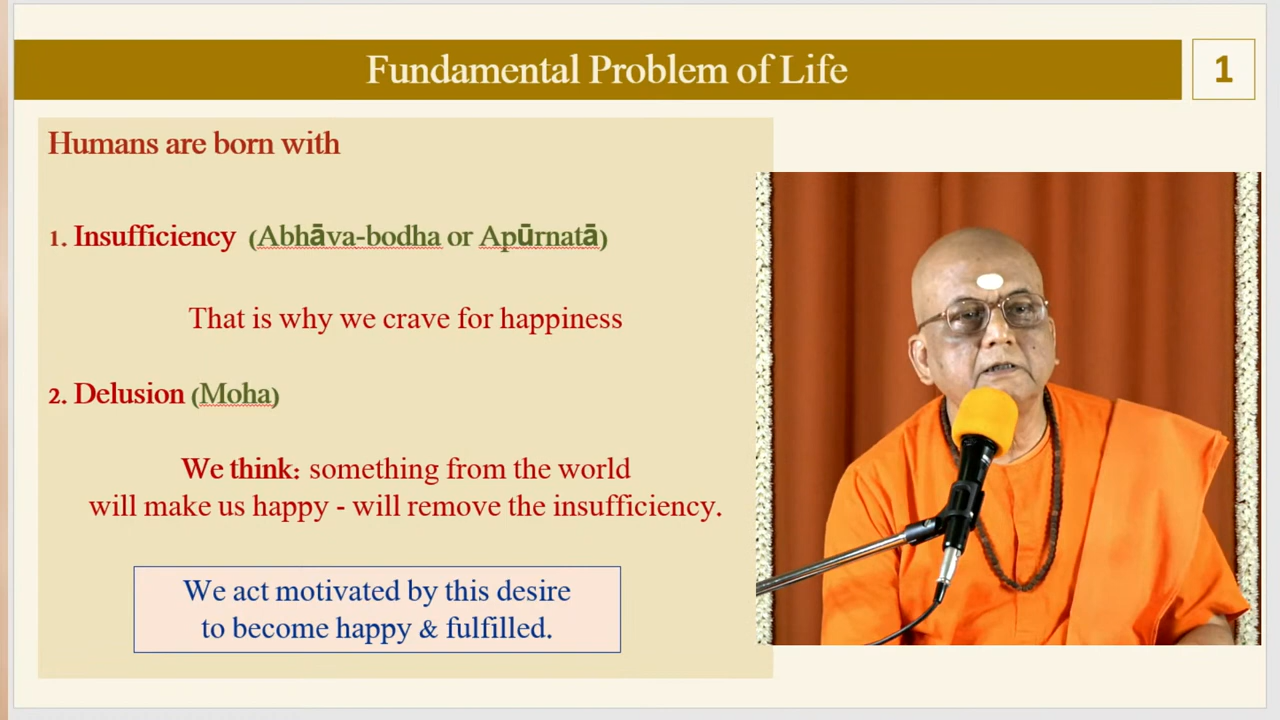 Fundamental Problem of Life
1
Humans are born with
1. Insufficiency (Abhāva-bodha or Apūrnatā)
That is why we crave for happiness
2. Delusion (Moha)
We think: something from the world
will make us happy - will remove the insufficiency.
We act motivated by this desire
to become happy & fulfilled.